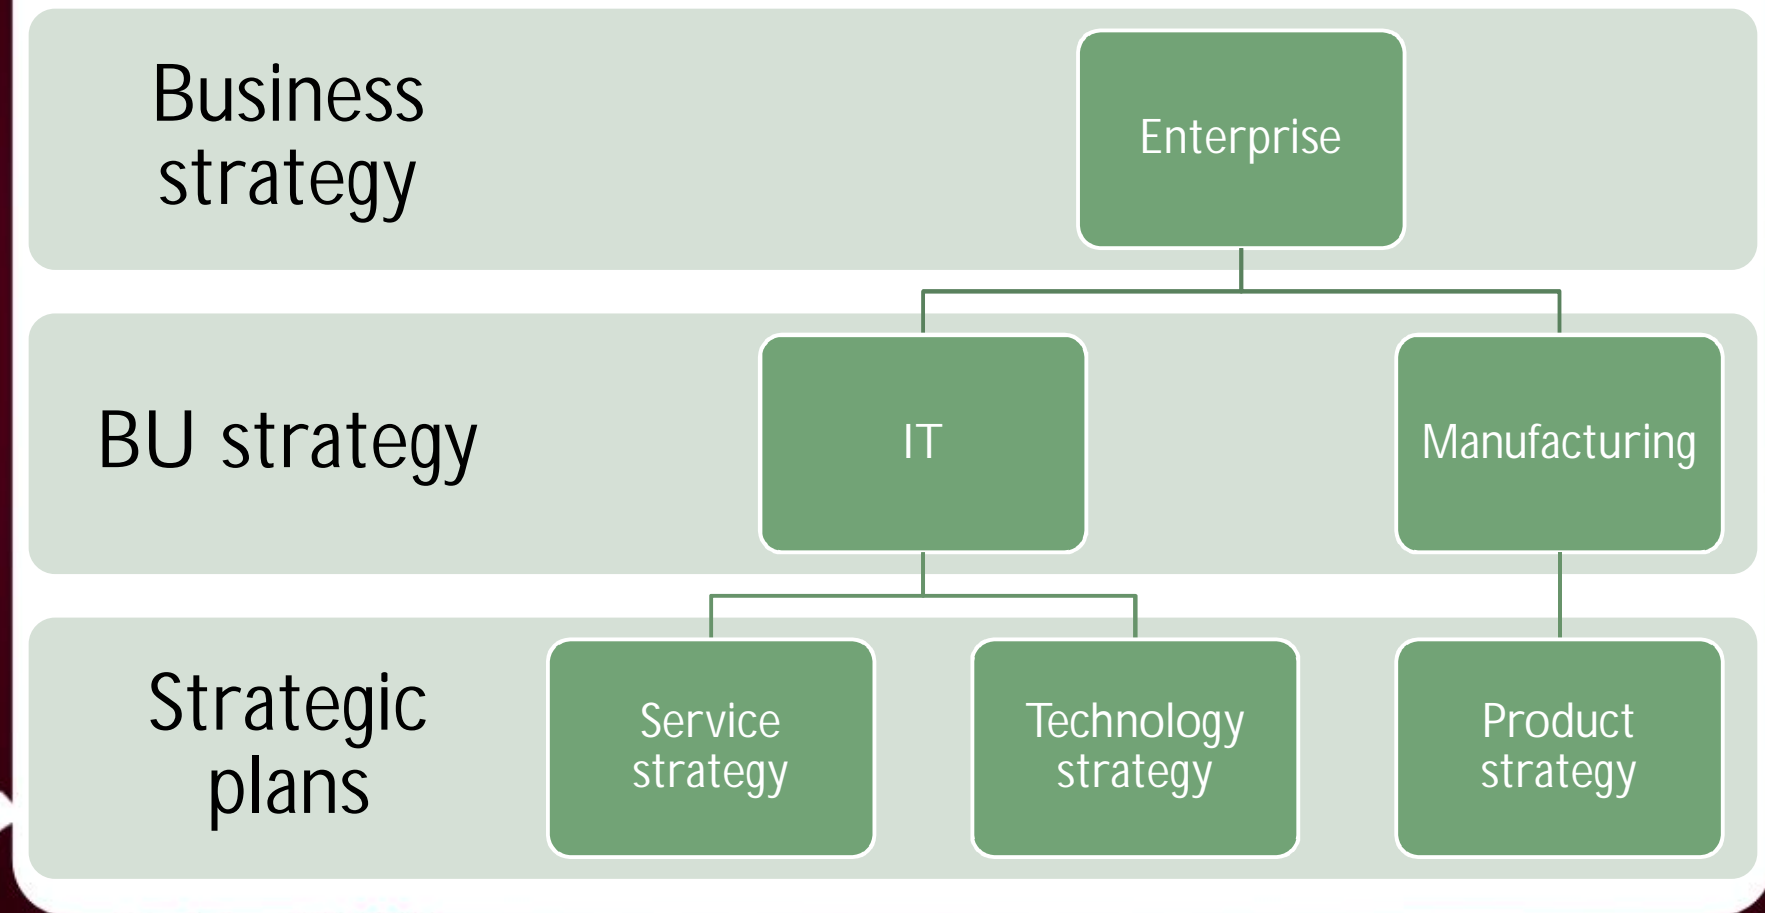 Business
strategy
Enterprise
BU strategy
IT
Manufacturing
Strategic
plans
Service
strategy
Technology
strategy
Product
strategy